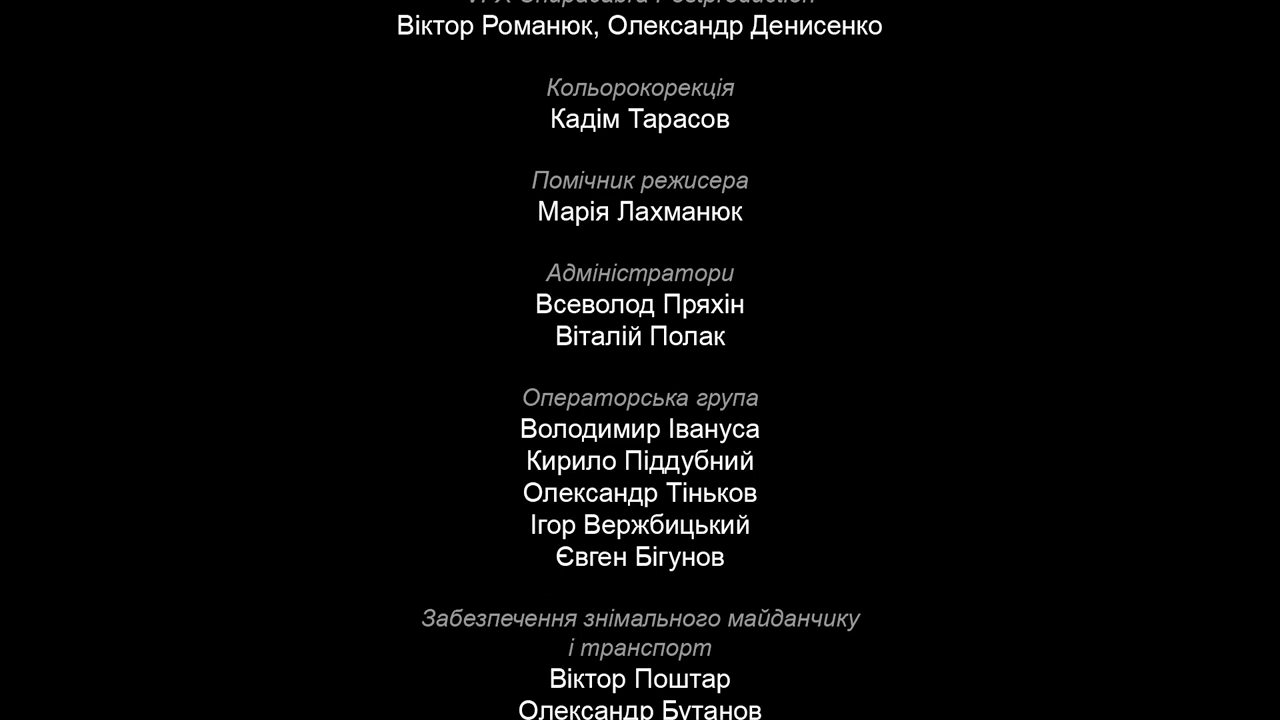 Віктор Романюк, Олександр Денисенко
Кольорокорекція
Кадім Тарасов
Помічник режисера
Марія Лахманюк
Адміністратори
Всеволод Пряхін
Віталій Полак
Операторська група
Володимир Івануса
Кирило Піддубний
Олександр Тіньков
Ігор Вержбицький
Євген Бігунов
Забезпечення знімального майданчику
і транспорт
Віктор Поштар
Олександр Бутанов